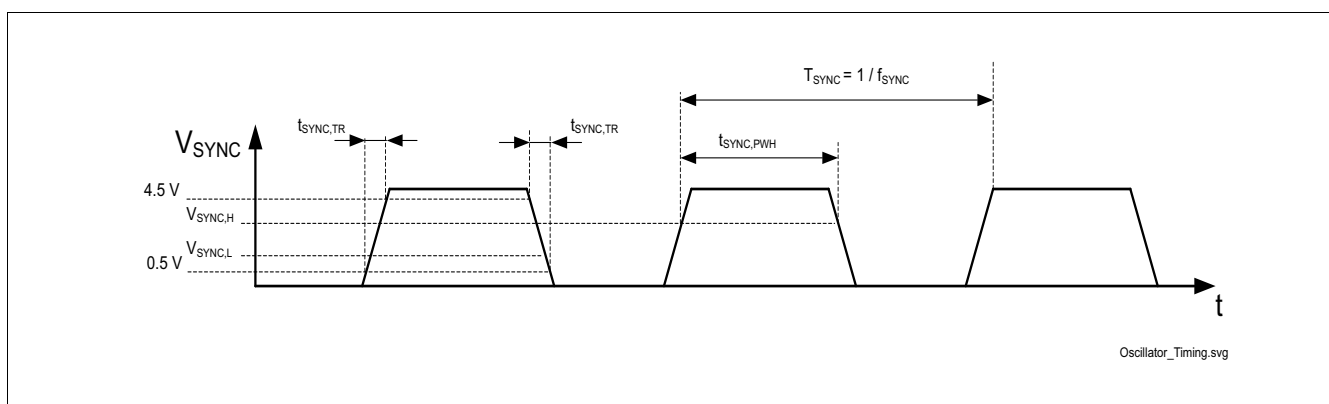 T_SYNC = 1 / f_SYNC
t_SYNC,TR
t_SYNC,TR
t_SYNC,PWH
V_SYNC
4.5 V
V_SYNC,H
V_SYNC,L
0.5 V
t
Oscillator_Timing.svg